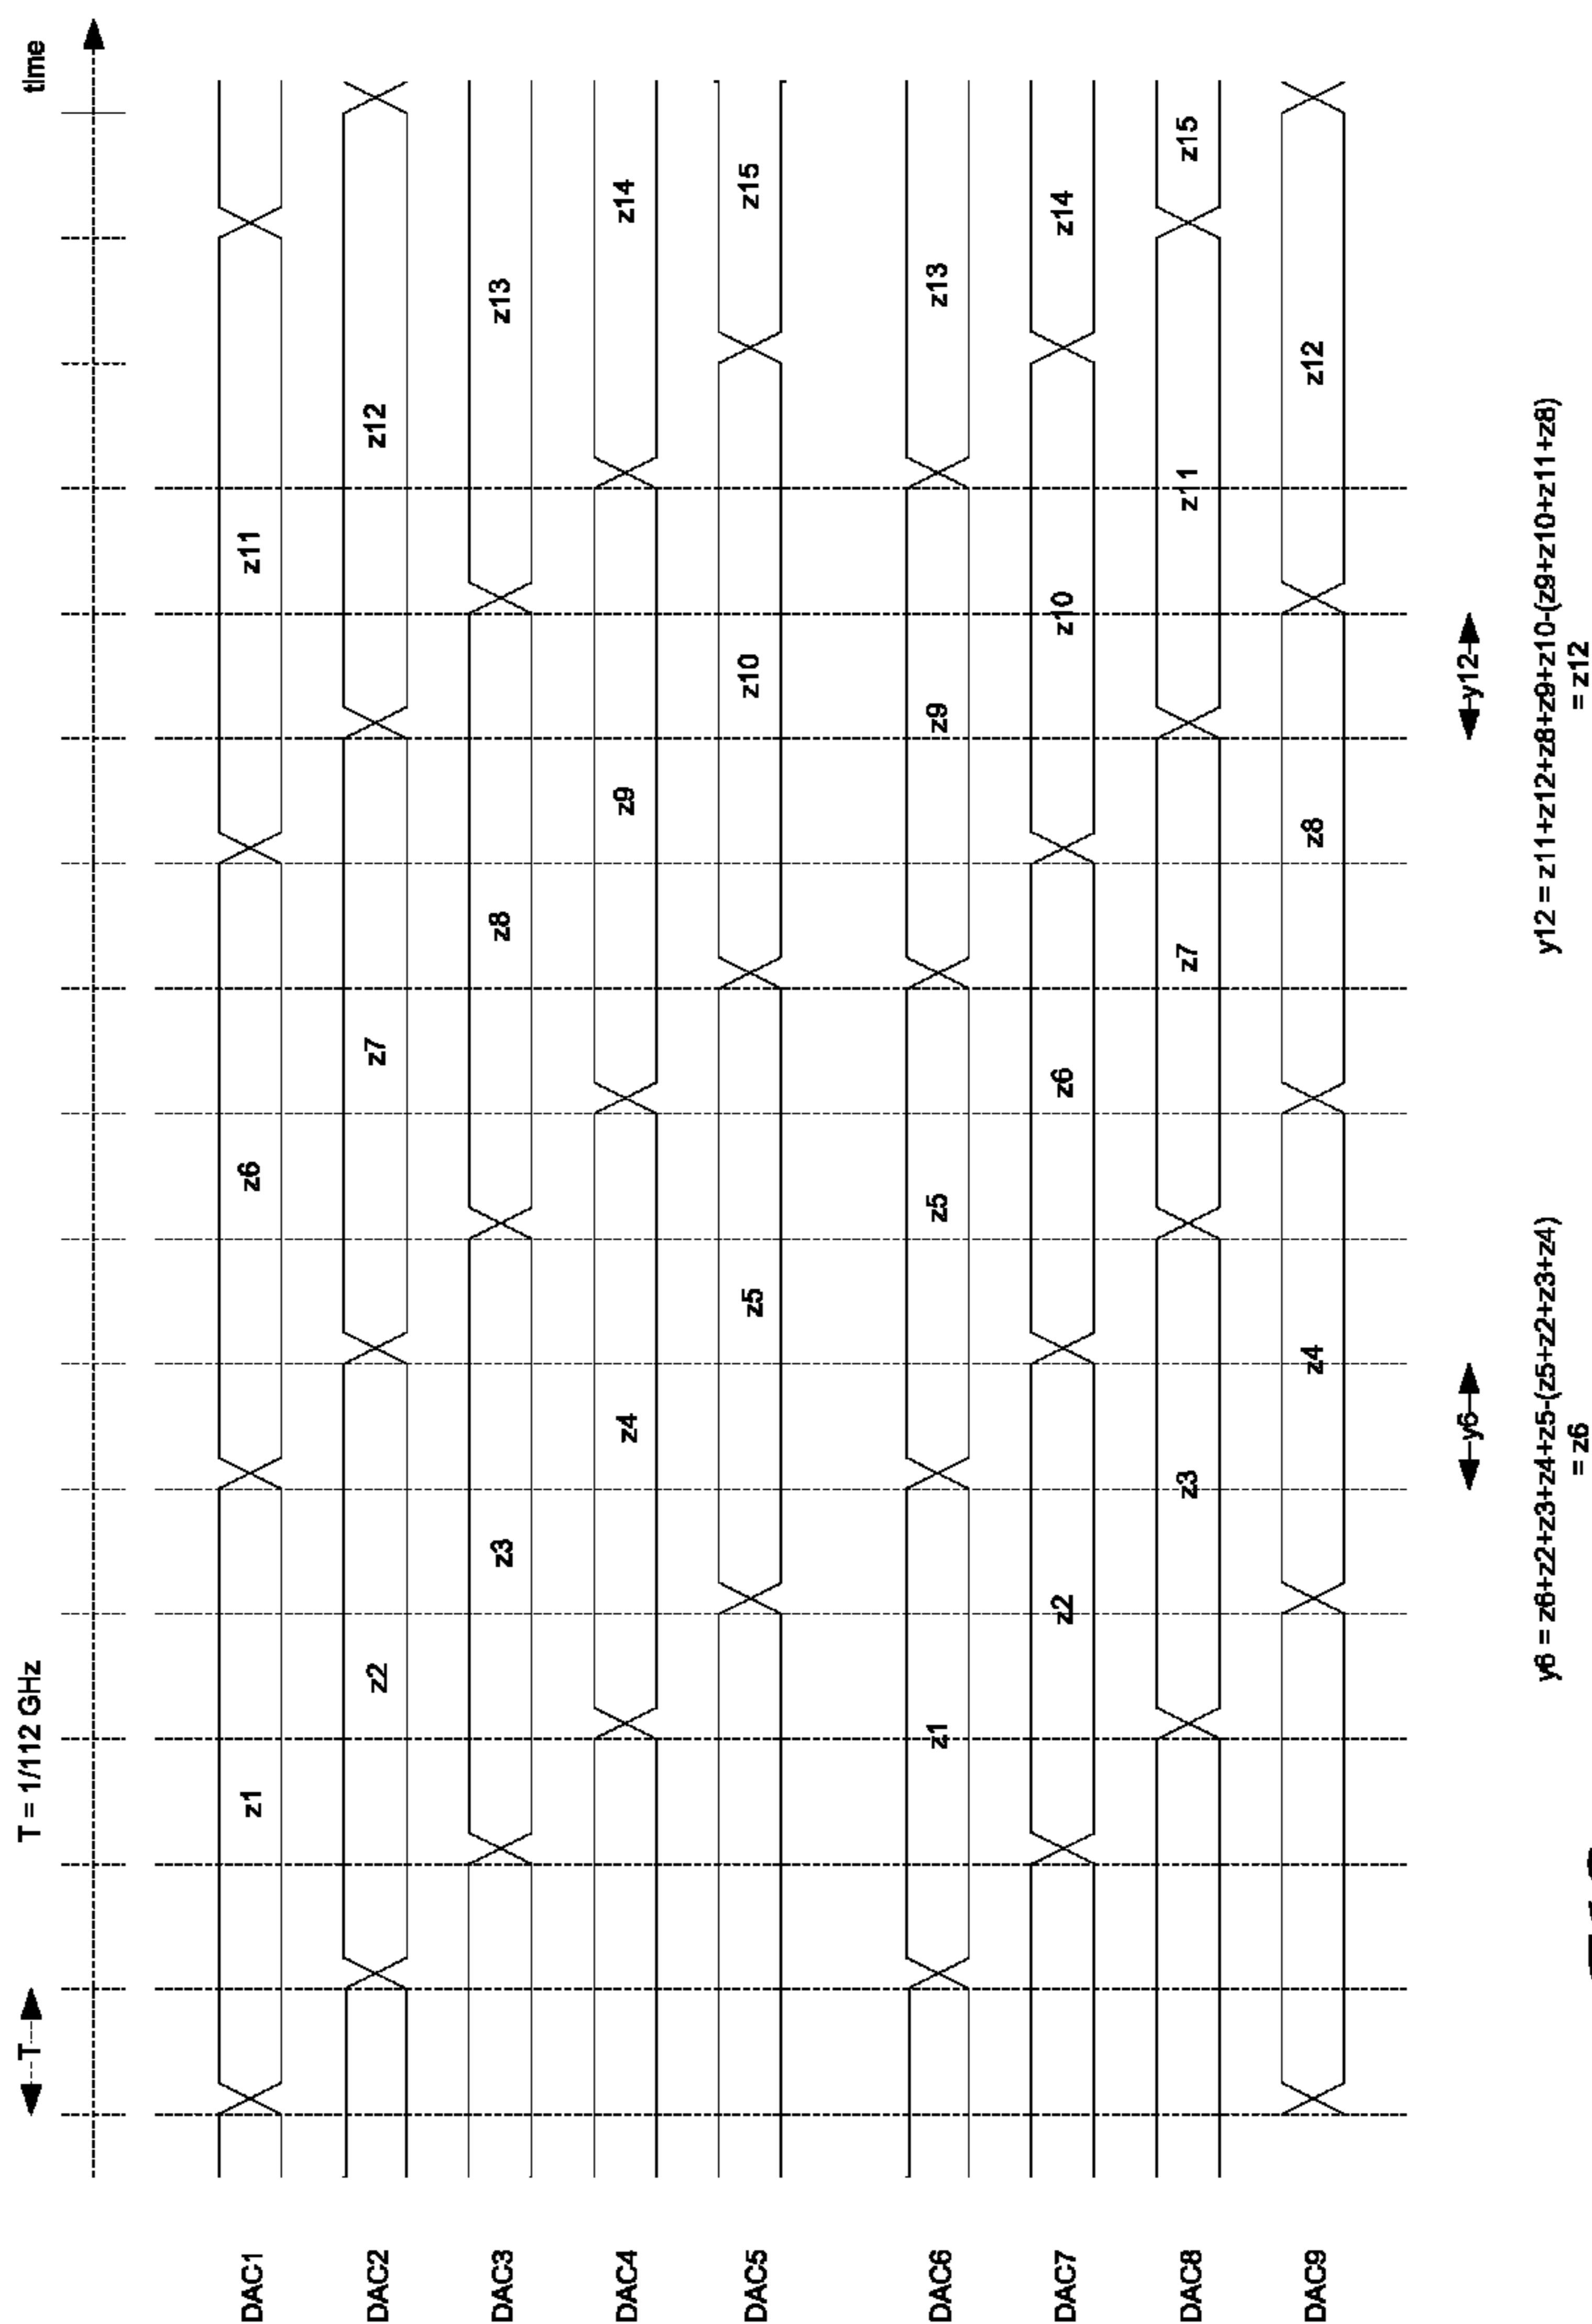 T
T = 1/112 GHz
time
DAC1
z1
z6
z11
DAC2
z2
z7
z12
DAC3
z3
z8
z13
DAC4
z4
z9
z14
DAC5
z5
z10
z15
DAC6
z1
z5
z9
z13
DAC7
z2
z6
z10
z14
DAC8
z3
z7
z11
z15
DAC9
z4
z8
z12
y6
y12
y6 = z6+z2+z3+z4+z5-(z5+z2+z3+z4)
= z6
y12 = z11+z12+z8+z9+z10-(z9+z10+z11+z8)
= z12